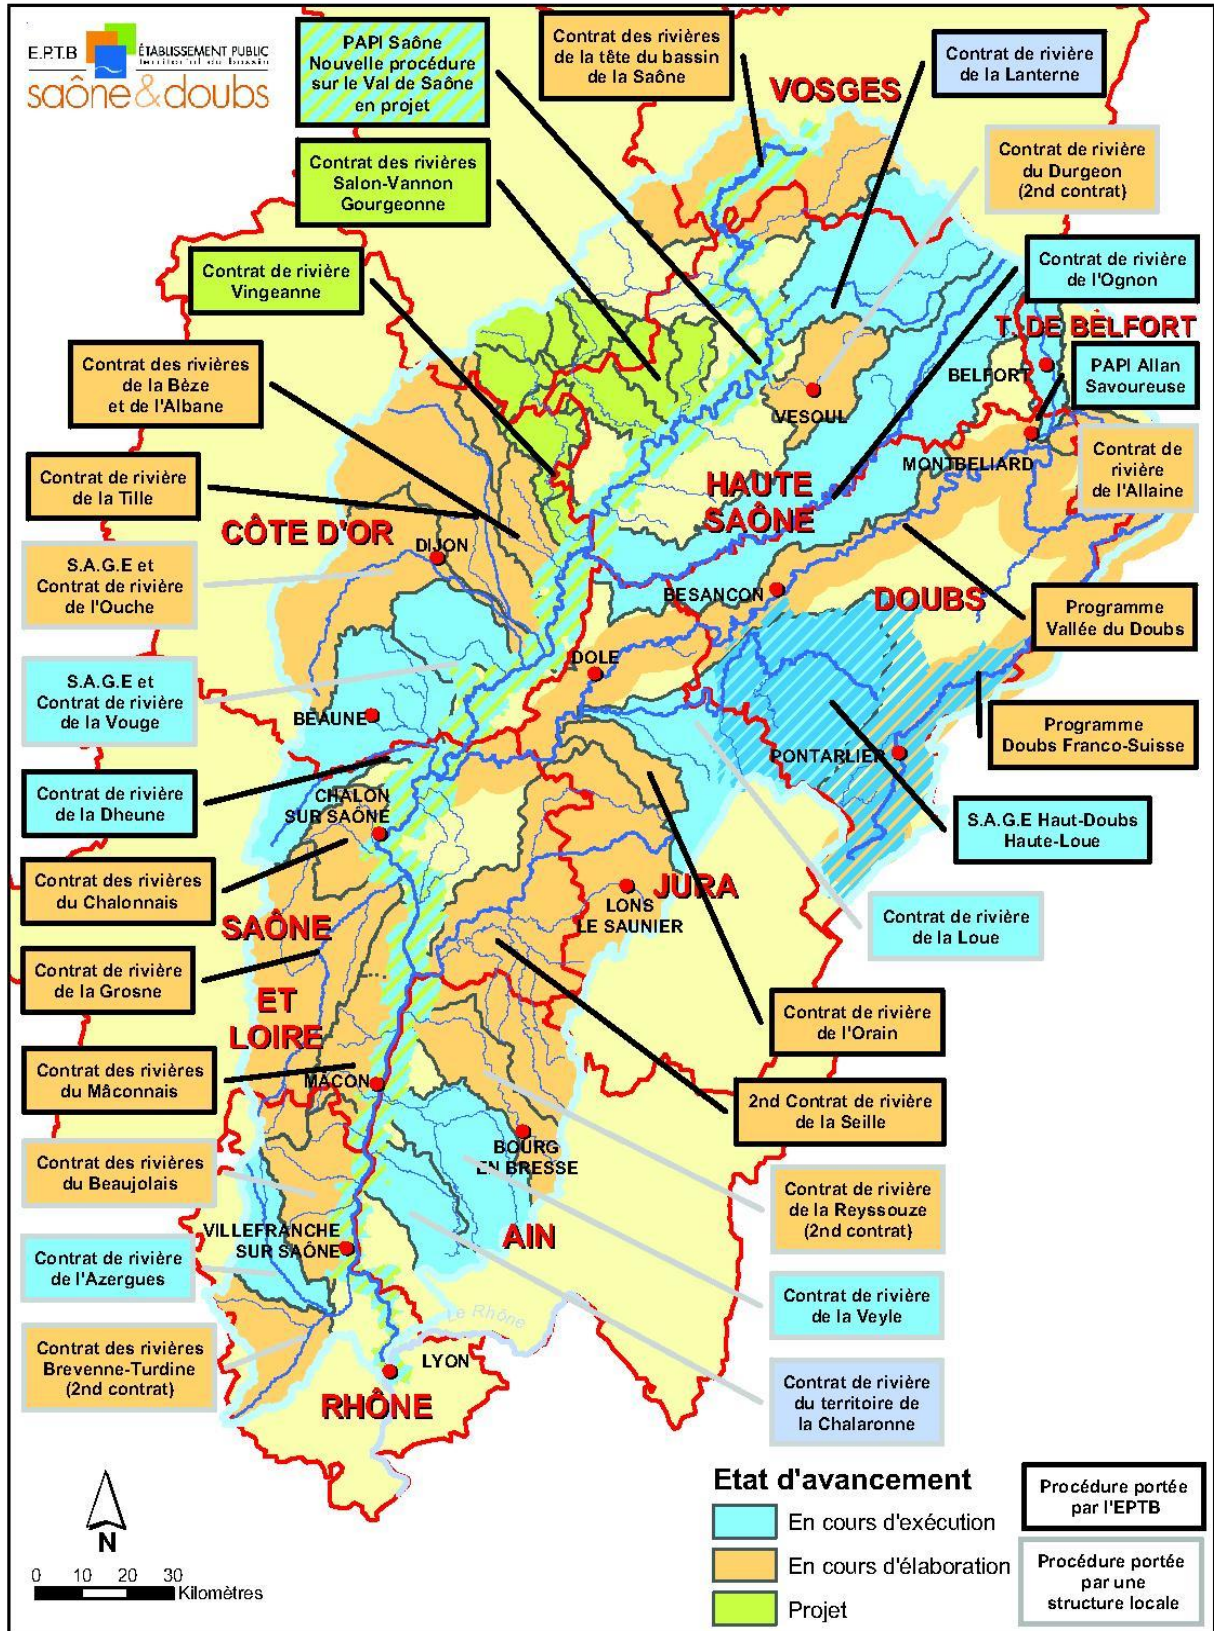 E.P.T.B
ÉTABLISSEMENT PUBLIC
territorial du bassin
saône&doubs
PAPI Saône
Nouvelle procédure
sur le Val de Saône
en projet
Contrat des rivières
de la tête du bassin
de la Saône
Contrat de rivière
de la Lanterne
VOSGES
Contrat des rivières
Salon-Vannon
Gourgeonne
Contrat de rivière
du Durgeon
(2nd contrat)
Contrat de rivière
Vingeanne
Contrat de rivière
de l'Ognon
T. DE BELFORT
Contrat des rivières
de la Bèze
et de l'Albane
BELFORT
PAPI Allan
Savoureuse
VESOUL
MONTBELIARD
Contrat de
rivière
de l'Allaine
Contrat de rivière
de la Tille
HAUTE
SAÔNE
CÔTE D'OR
DIJON
S.A.G.E et
Contrat de rivière
de l'Ouche
BESANCON
DOUBS
Programme
Vallée du Doubs
DOLE
S.A.G.E et
Contrat de rivière
de la Vouge
BEAUNE
Programme
Doubs Franco-Suisse
PONTARLIER
Contrat de rivière
de la Dheune
CHALON
SUR SAÔNE
S.A.G.E Haut-Doubs
Haute-Loue
Contrat des rivières
du Chalonnais
JURA
LONS
LE SAUNIER
Contrat de rivière
de la Loue
SAÔNE
ET
LOIRE
Contrat de rivière
de la Grosne
Contrat de rivière
de l'Orain
Contrat des rivières
du Mâconnais
MÂCON
2nd Contrat de rivière
de la Seille
BOURG
EN BRESSE
Contrat des rivières
du Beaujolais
Contrat de rivière
de la Reyssouze
(2nd contrat)
VILLEFRANCHE
SUR SAÔNE
AIN
Contrat de rivière
de l'Azergues
Contrat de rivière
de la Veyle
Le Rhône
Contrat des rivières
Brevenne-Turdine
(2nd contrat)
LYON
RHÔNE
Contrat de rivière
du territoire de
la Chalaronne
Etat d'avancement
En cours d'exécution
En cours d'élaboration
Projet
Procédure portée
par l'EPTB
Procédure portée
par une
structure locale
N
0 10 20 30
Kilomètres